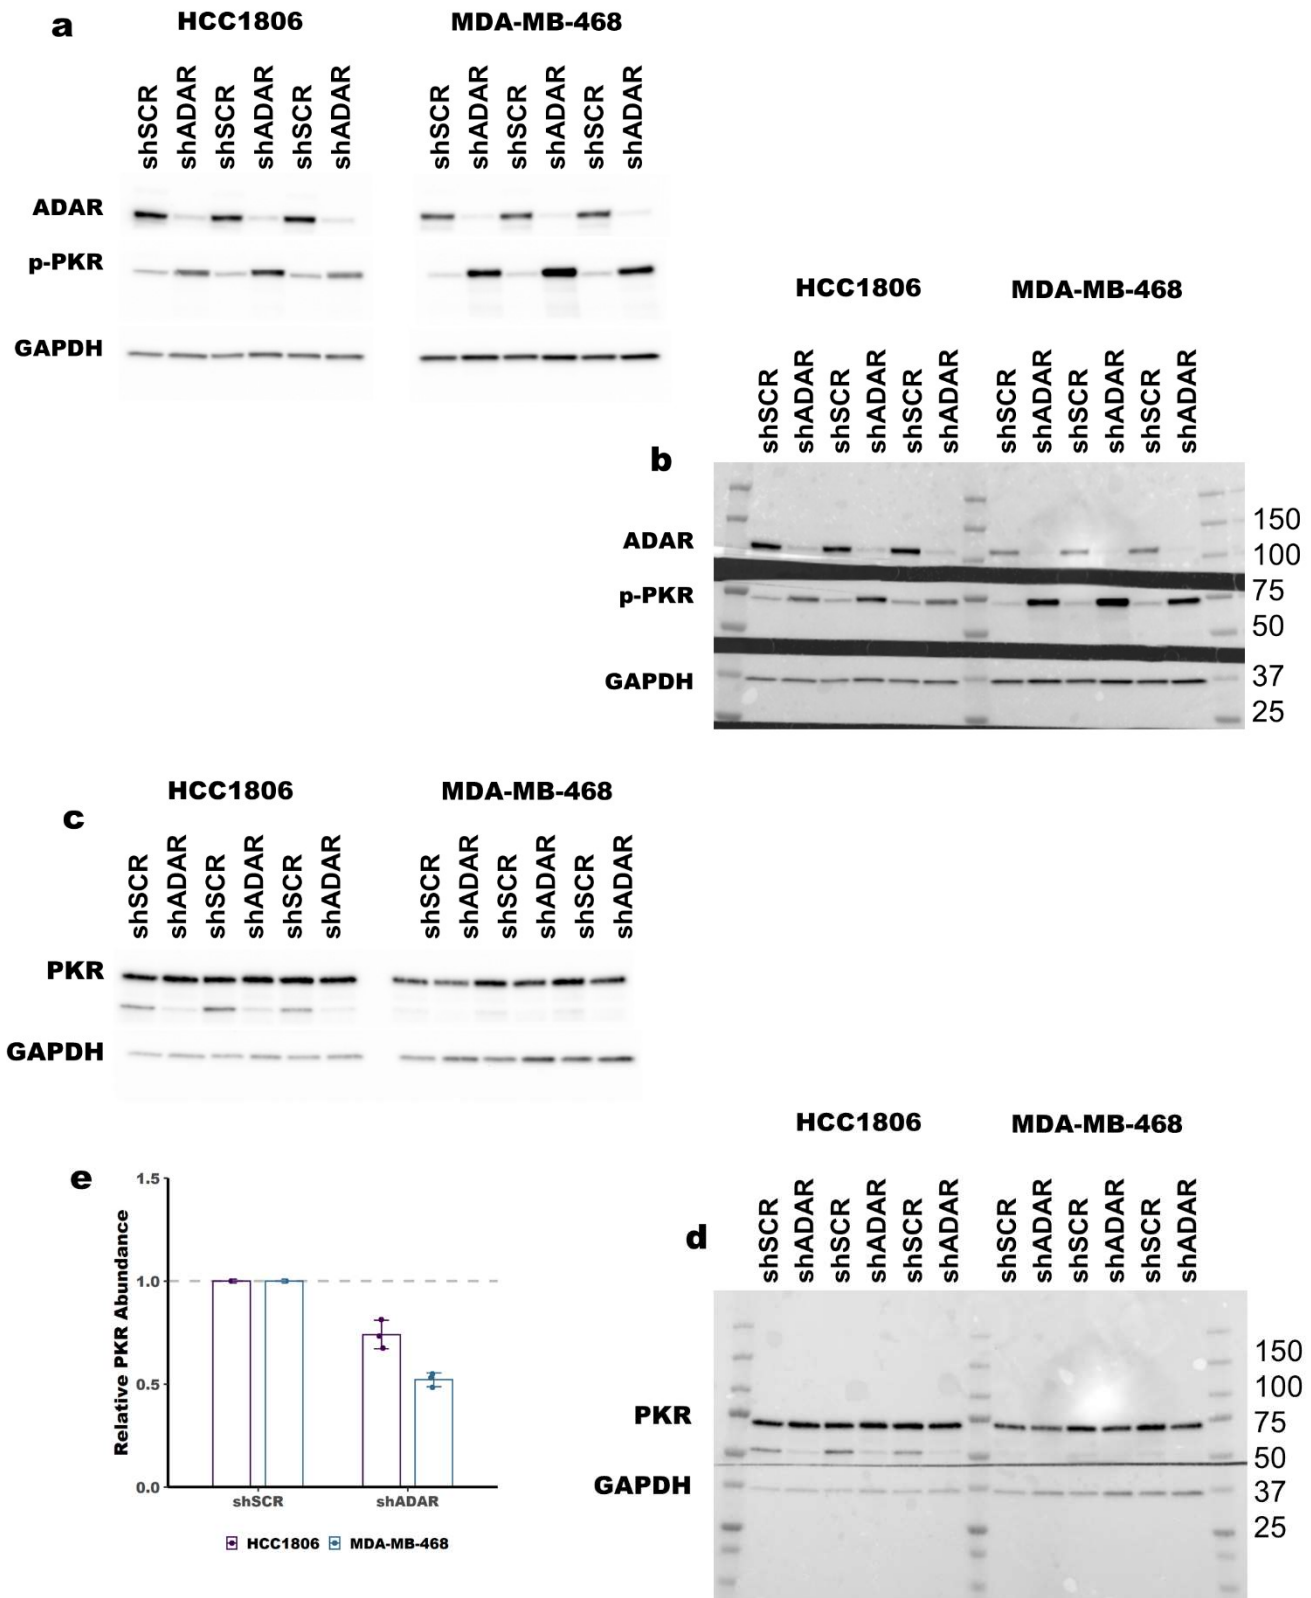 a
HCC1806 MDA-MB-468
shSCR shADAR shSCR shADAR shSCR shADAR shSCR shADAR shSCR shADAR shSCR shADAR
ADAR
p-PKR
GAPDH
HCC1806 MDA-MB-468
shSCR shADAR shSCR shADAR shSCR shADAR shSCR shADAR shSCR shADAR shSCR shADAR
b
150
ADAR
100
75
p-PKR
50
37
GAPDH
25
HCC1806 MDA-MB-468
c
shSCR shADAR shSCR shADAR shSCR shADAR shSCR shADAR shSCR shADAR shSCR shADAR
PKR
GAPDH
e
1.5
1.0
0.5
0.0
Relative PKR Abundance
shSCR shADAR
HCC1806 MDA-MB-468
HCC1806 MDA-MB-468
d
shSCR shADAR shSCR shADAR shSCR shADAR shSCR shADAR shSCR shADAR shSCR shADAR
150
100
PKR
75
50
GAPDH
37
25